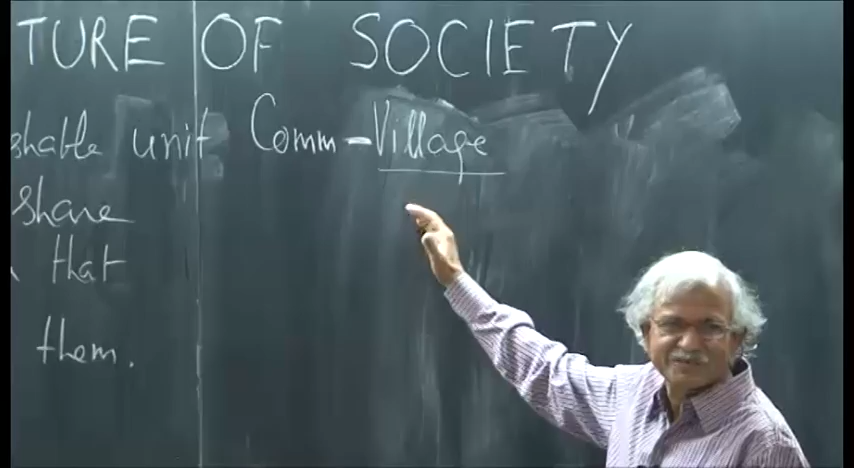 TURE OF SOCIETY
shable unit Comm - Village
share
that
them.